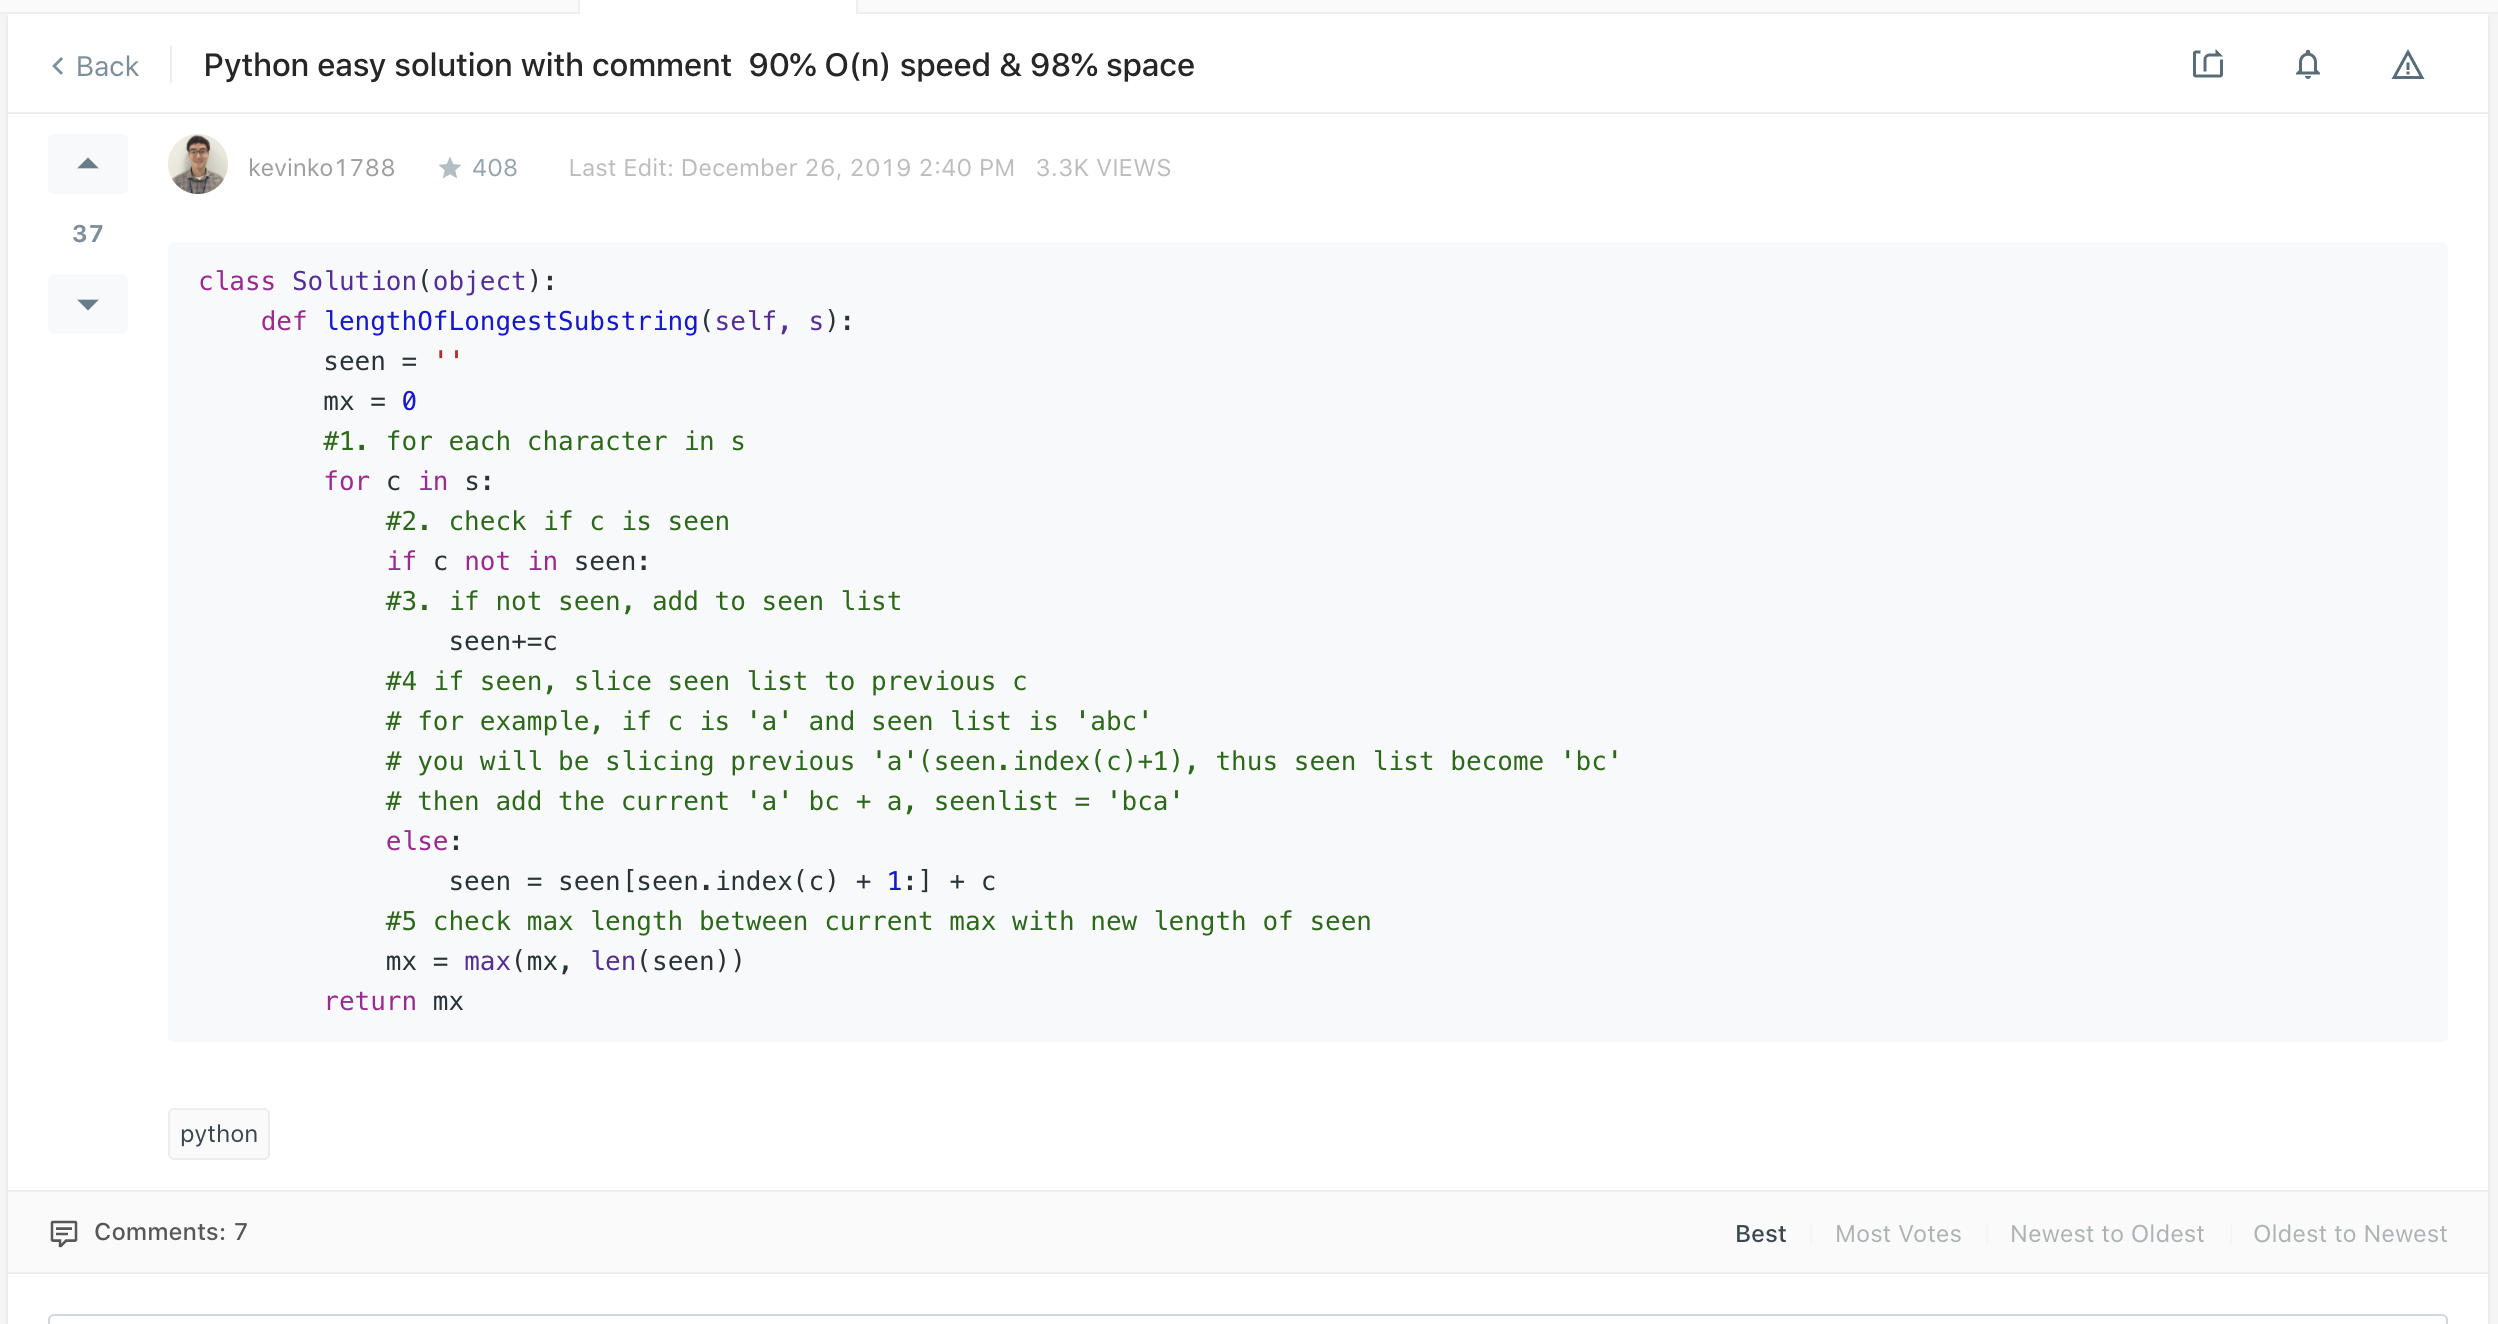 Back
Python easy solution with comment  90% O(n) speed & 98% space
kevinko1788 408 Last Edit: December 26, 2019 2:40 PM 3.3K VIEWS
37
class Solution(object):
    def lengthOfLongestSubstring(self, s):
        seen = ''
        mx = 0
        #1. for each character in s
        for c in s:
            #2. check if c is seen
            if c not in seen:
            #3. if not seen, add to seen list
                seen+=c
            #4 if seen, slice seen list to previous c
            # for example, if c is 'a' and seen list is 'abc'
            # you will be slicing previous 'a'(seen.index(c)+1), thus seen list become 'bc'
            # then add the current 'a' bc + a, seenlist = 'bca'
            else:
                seen = seen[seen.index(c) + 1:] + c
            #5 check max length between current max with new length of seen
            mx = max(mx, len(seen))
        return mx
python
Comments: 7
Best Most Votes Newest to Oldest Oldest to Newest